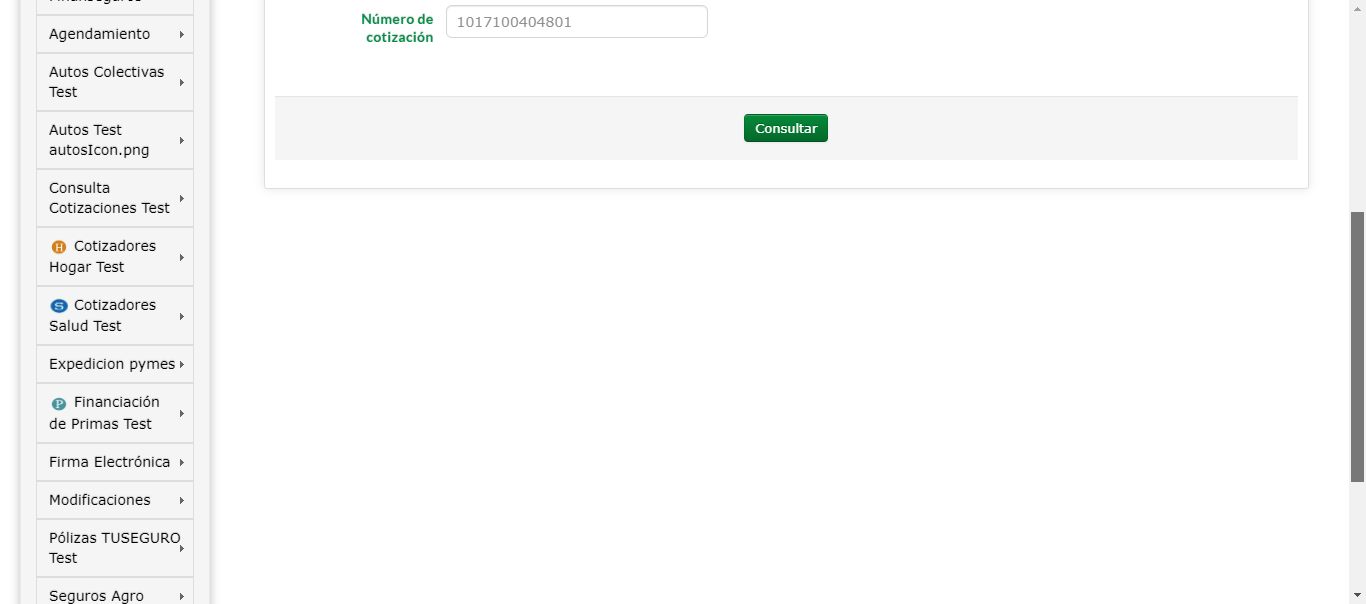 Agendamiento
Autos Colectivas
Test
Autos Test
autosIcon.png
Consulta
Cotizaciones Test
Cotizadores
Hogar Test
Cotizadores
Salud Test
Expedicion pymes
Financiación
de Primas Test
Firma Electrónica
Modificaciones
Pólizas TUSEGURO
Test
Seguros Agro
Número de
cotización
1017100404801
Consultar